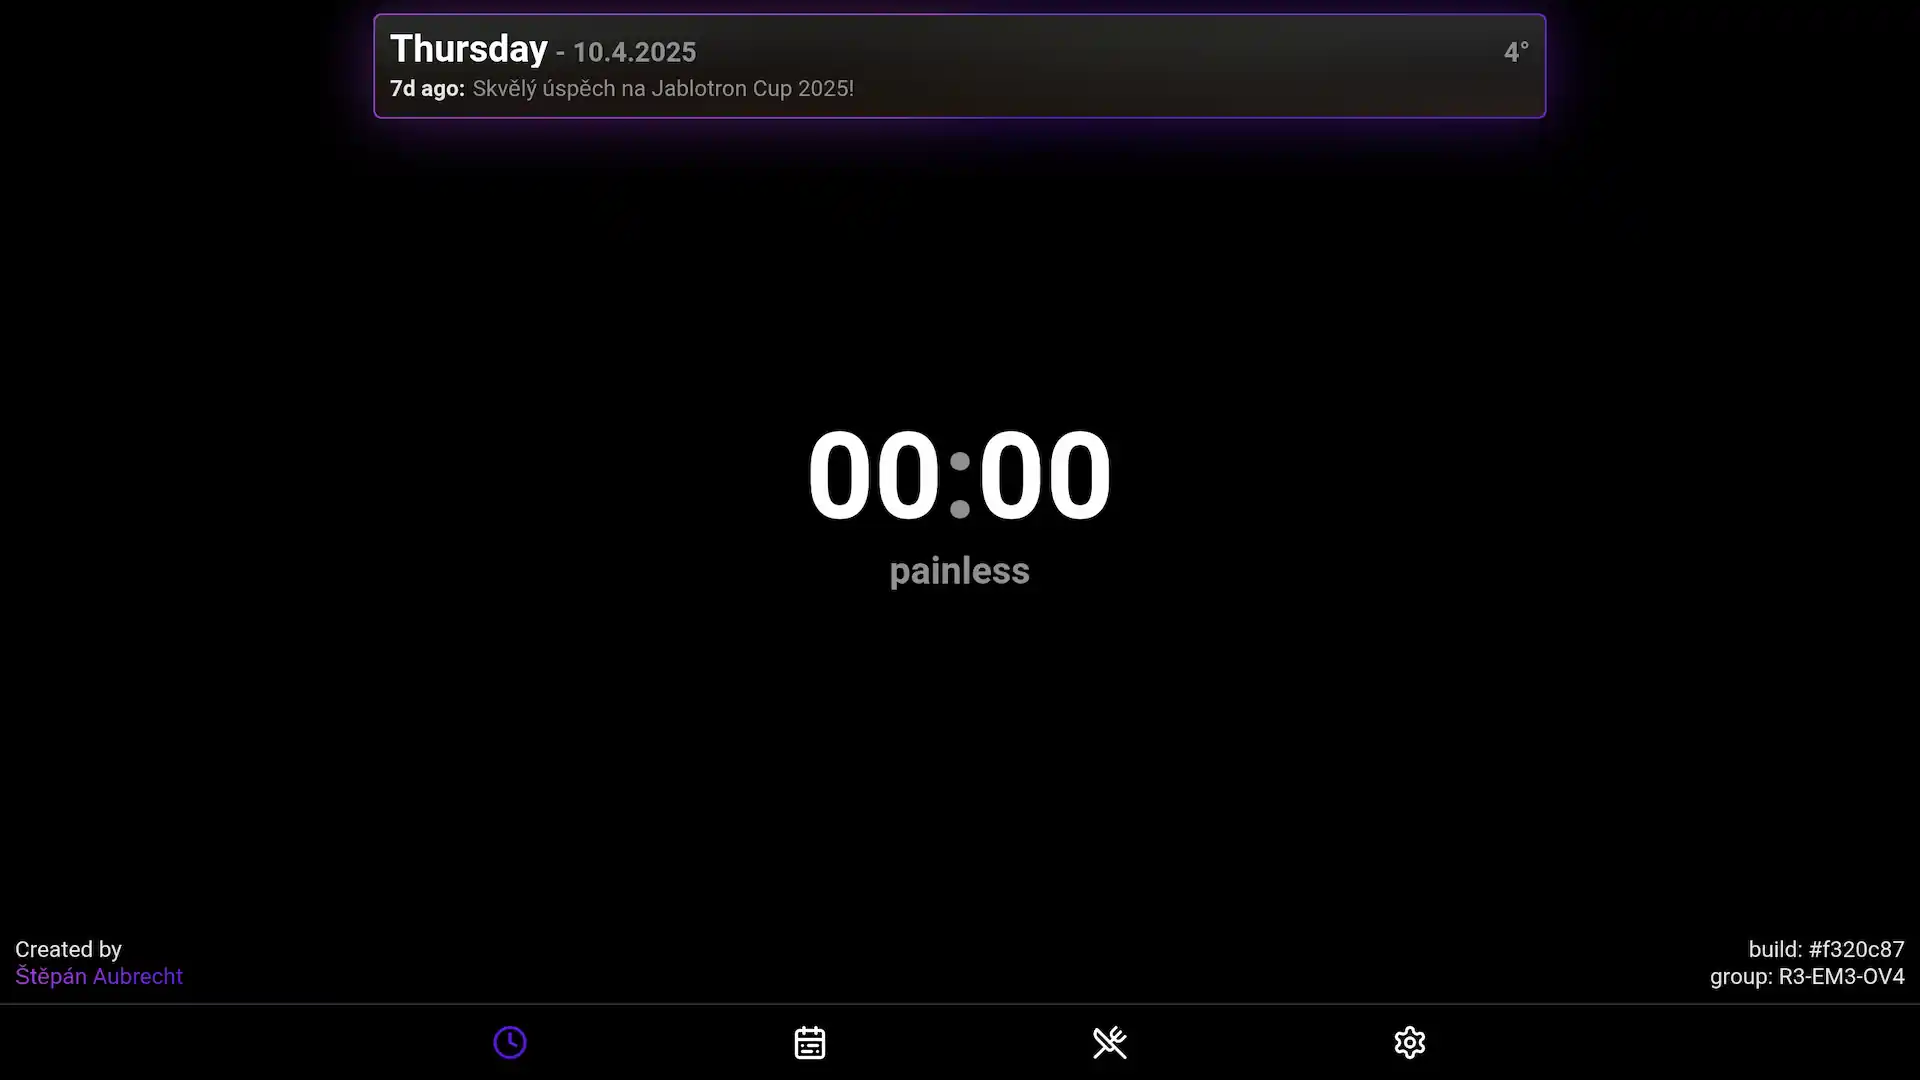 Thursday - 10.4.2025
4°
7d ago: Skvělý úspěch na Jablotron Cup 2025!
00:00
painless
Created by
Štěpán Aubrecht
build: #f320c87
group: R3-EM3-OV4